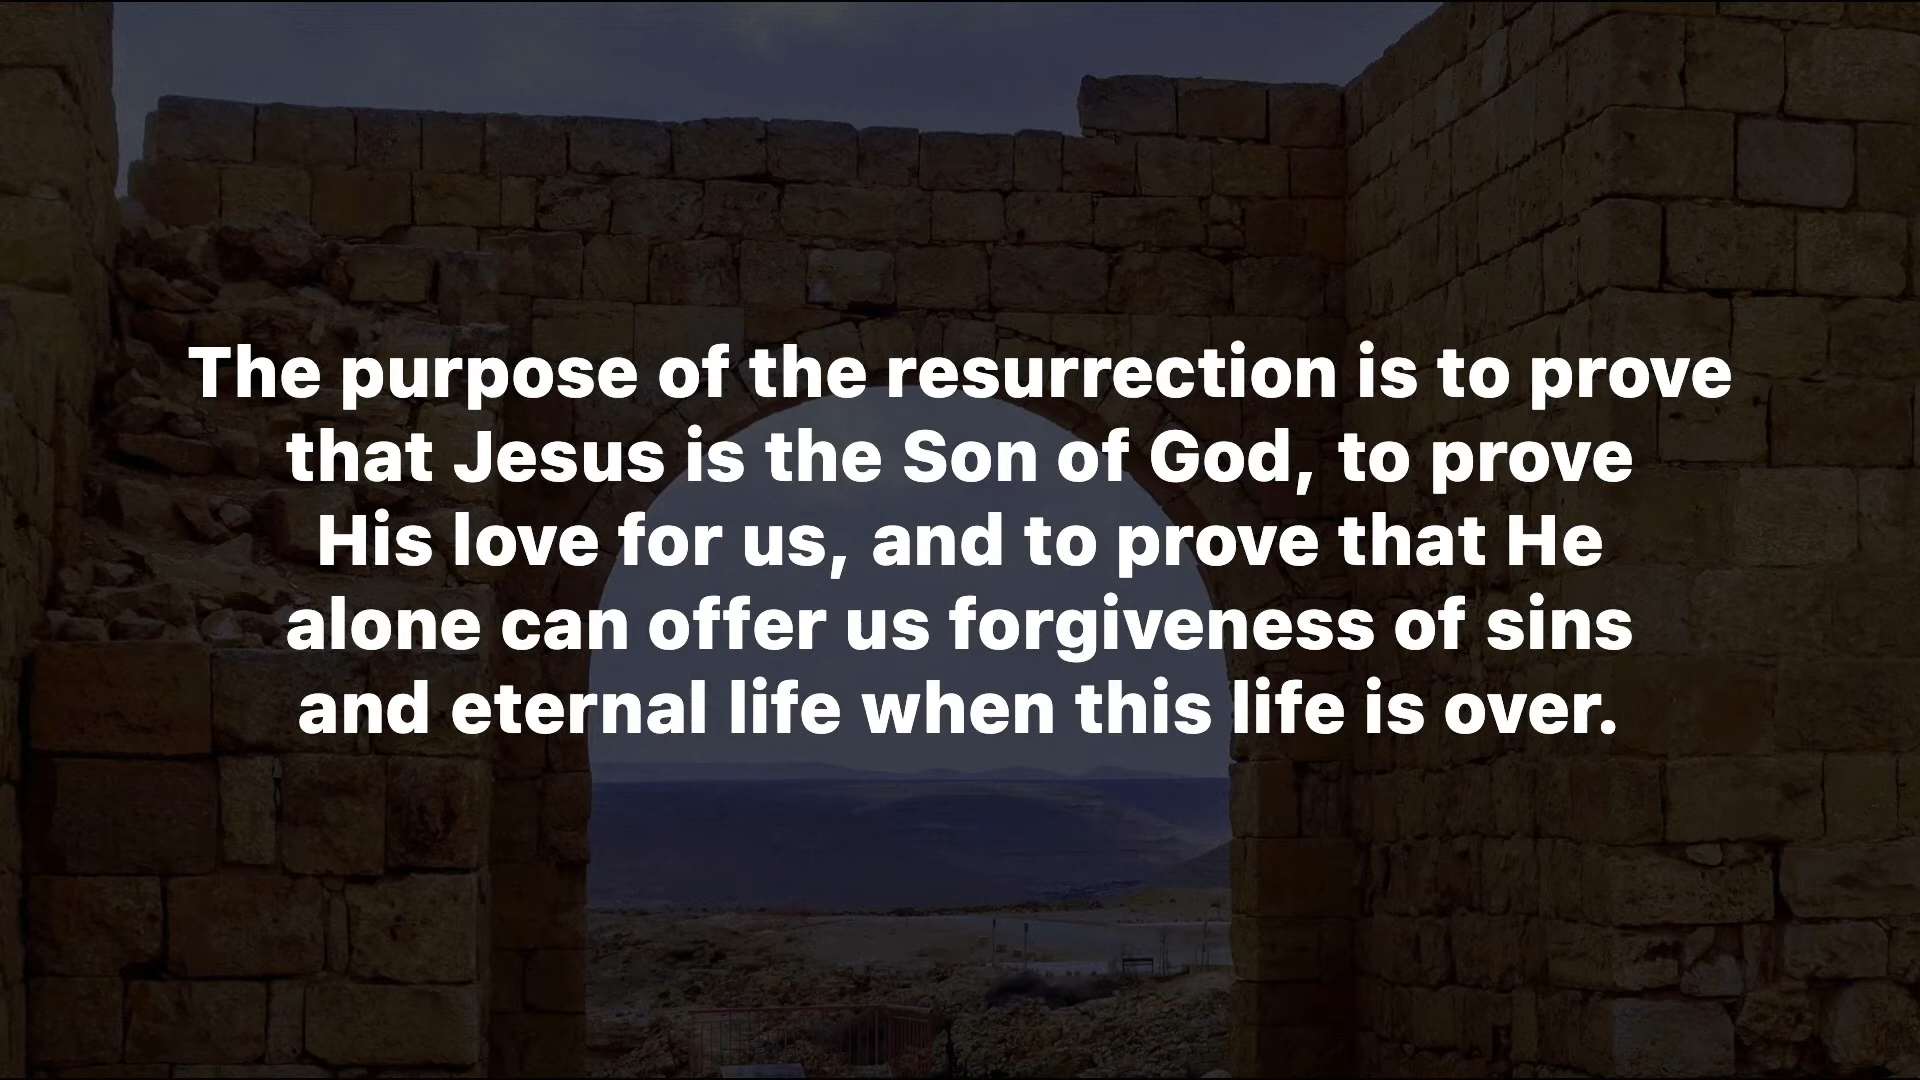 The purpose of the resurrection is to prove
that Jesus is the Son of God, to prove
His love for us, and to prove that He
alone can offer us forgiveness of sins
and eternal life when this life is over.